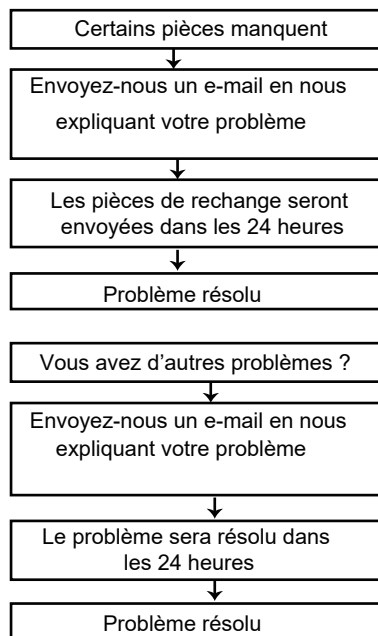 Certains pièces manquent
Envoyez-nous un e-mail en nous
expliquant votre problème
Les pièces de rechange seront
envoyées dans les 24 heures
Problème résolu
Vous avez d'autres problèmes ?
Envoyez-nous un e-mail en nous
expliquant votre problème
Le problème sera résolu dans
les 24 heures
Problème résolu